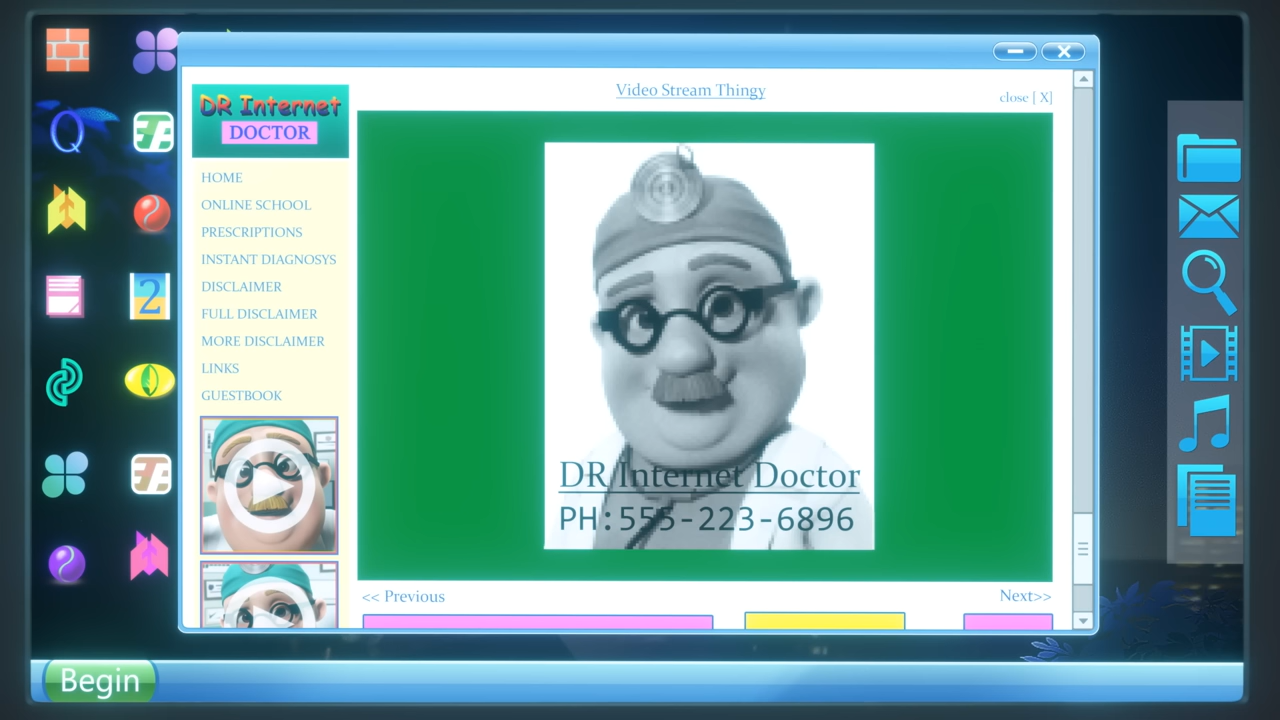 Video Stream Thingy
close [ X]
DR Internet
DOCTOR
HOME
ONLINE SCHOOL
PRESCRIPTIONS
INSTANT DIAGNOSYS
DISCLAIMER
FULL DISCLAIMER
MORE DISCLAIMER
LINKS
GUESTBOOK
Q
2
DR Internet Doctor
PH:555-223-6896
<< Previous
Next>>
Begin